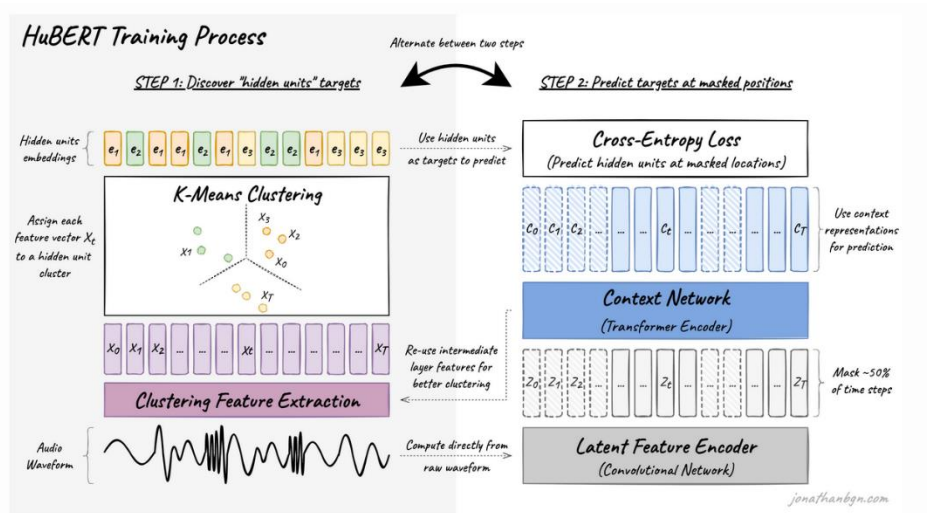 HuBERT Training Process
Alternate between two steps
STEP 1: Discover "hidden units" targets
Hidden units
embeddings
e1 e2 e1 e1 e2 e1 e3 e2 e2 e1 e3 e3 e3
Use hidden units
as targets to predict
K-Means Clustering
Assign each
feature vector Xt
to a hidden unit
cluster
X3
X2
X1
X0
XT
X0 X1 X2 ... ... ... Xt ... ... ... ... ... XT
Re-use intermediate
layer features for
better clustering
Clustering Feature Extraction
Audio
Waveform
Compute directly from
raw waveform
STEP 2: Predict targets at masked positions
Cross-Entropy Loss
(Predict hidden units at masked locations)
C0 C1 C2 ... ... ... Ct ... ... ... ... ... CT
Use context
representations
for prediction
Context Network
(Transformer Encoder)
Z0 Z1 Z2 ... ... ... Zt ... ... ... ... ... ZT
Mask ~50%
of time steps
Latent Feature Encoder
(Convolutional Network)
jonathanbgn.com